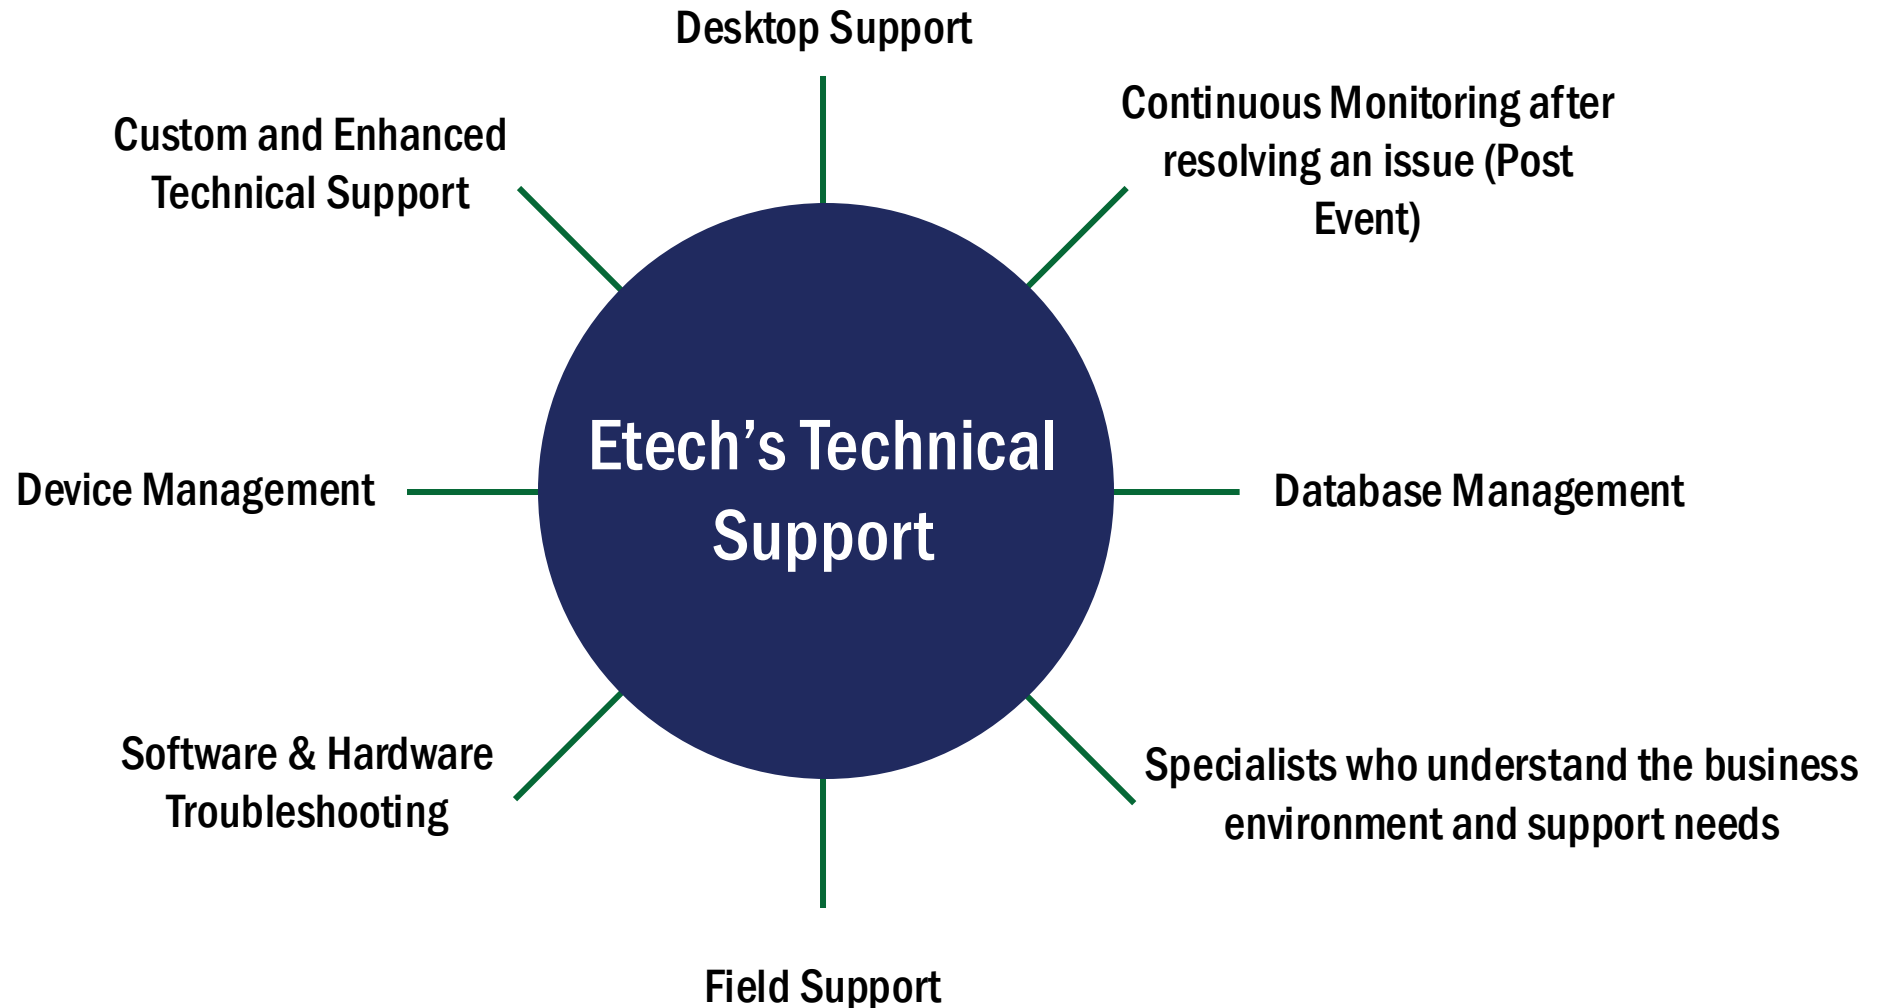 Desktop Support
Continuous Monitoring after
resolving an issue (Post
Event)
Custom and Enhanced
Technical Support
Etech’s Technical
Support
Device Management
Database Management
Software & Hardware
Troubleshooting
Specialists who understand the business
environment and support needs
Field Support